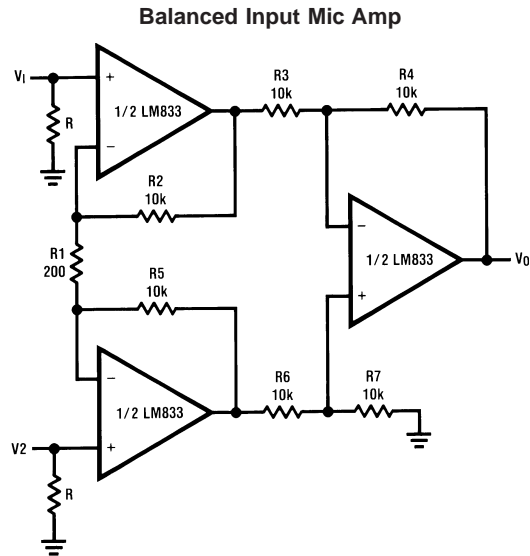 Balanced Input Mic Amp
R3
10k
R4
10k
V1
+
1/2 LM833
R
−
R2
10k
R1
200
−
1/2 LM833
VO
+
R5
10k
−
1/2 LM833
R6
10k
R7
10k
V2
+
R